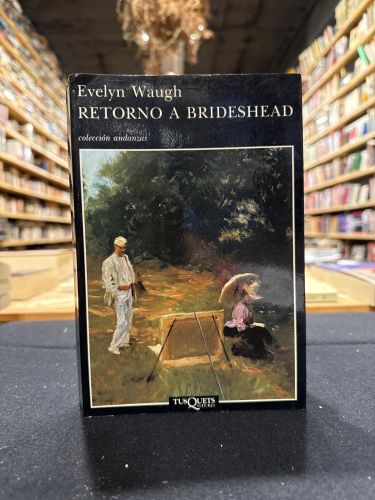 Evelyn Waugh
RETORNO A BRIDESHEAD
colección andanzas
TUSQUETS
EDITORES